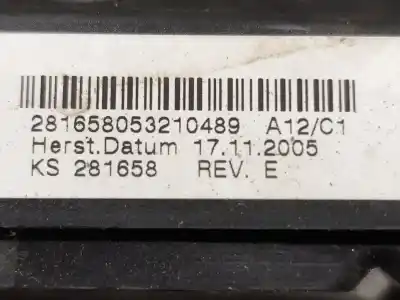 281658053210489 A12/C1
Herst.Datum 17.11.2005
KS 281658 REV. E